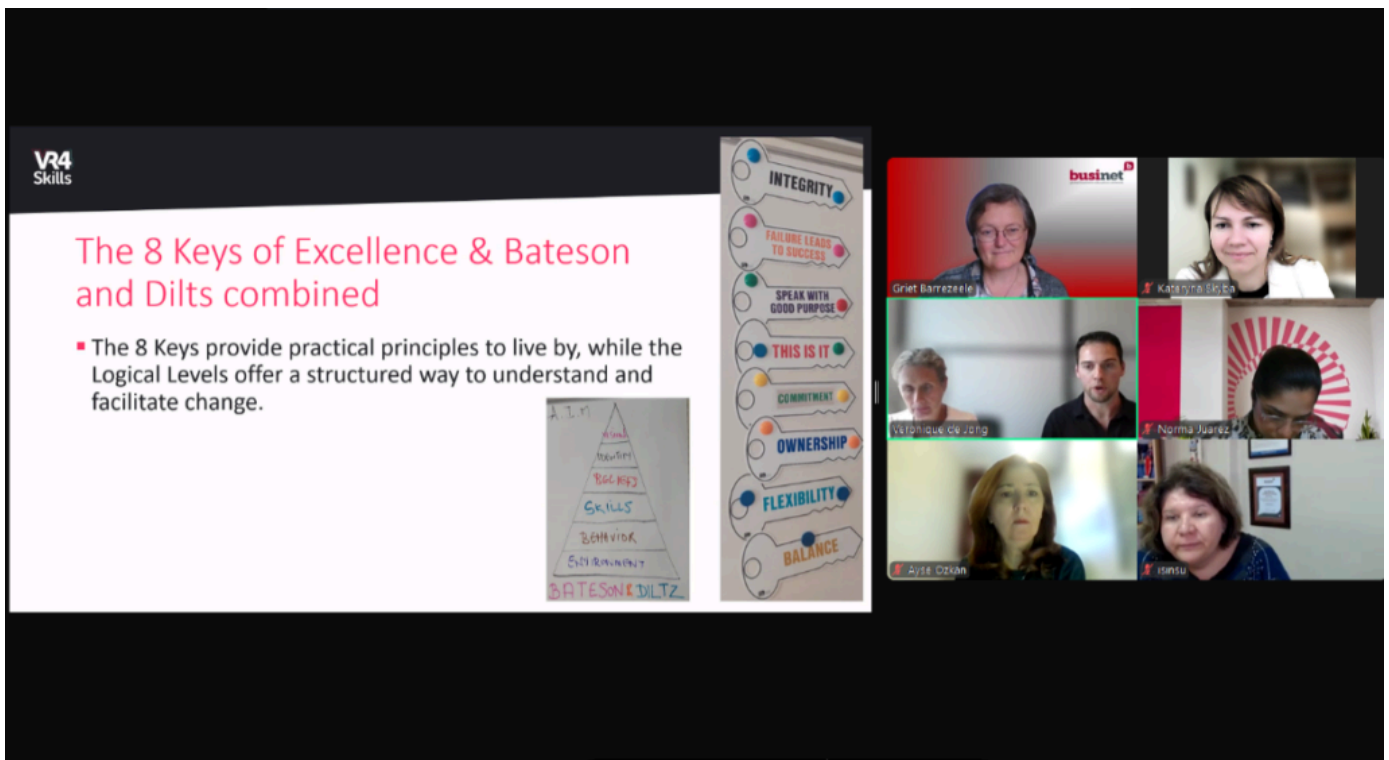 VR4
Skills
The 8 Keys of Excellence & Bateson
and Dilts combined
The 8 Keys provide practical principles to live by, while the
Logical Levels offer a structured way to understand and
facilitate change.
A.I.M
IDENTITY
SKILLS
BEHAVIOR
ENVIRONMENT
BATESON & DILTZ
INTEGRITY
FAILURE LEADS
TO SUCCESS
SPEAK WITH
GOOD PURPOSE
THIS IS IT
COMMITMENT
OWNERSHIP
FLEXIBILITY
BALANCE
businet
Griet Barrezeele
Kateryna Skyba
Veronique de Jong
Norma Juarez
Ayse Ozkan
isinsu